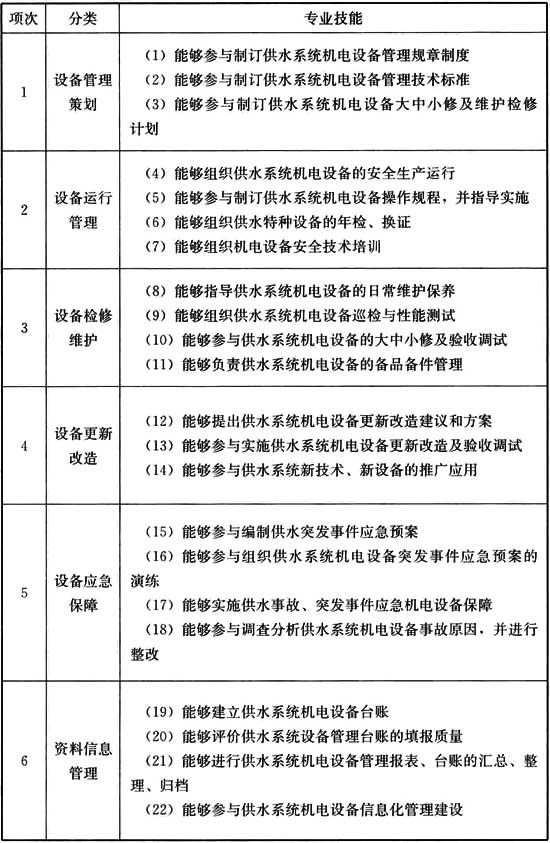 项次 分类 专业技能
1 设备管理策划
（1）能够参与制订供水系统机电设备管理规章制度
（2）能够参与制订供水系统机电设备管理技术标准
（3）能够参与制订供水系统机电设备大中小修及维护检修
计划
2 设备运行管理
（4）能够组织供水系统机电设备的安全生产运行
（5）能够参与制订供水系统机电设备操作规程，并指导实施
（6）能够组织供水特种设备的年检、换证
（7）能够组织机电设备安全技术培训
3 设备检修维护
（8）能够指导供水系统机电设备的日常维护保养
（9）能够组织供水系统机电设备巡检与性能测试
（10）能够参与供水系统机电设备的大中小修及验收调试
（11）能够负责供水系统机电设备的备品备件管理
4 设备更新改造
（12）能够提出供水系统机电设备更新改造建议和方案
（13）能够参与实施供水系统机电设备更新改造及验收调试
（14）能够参与供水系统新技术、新设备的推广应用
5 设备应急保障
（15）能够参与编制供水突发事件应急预案
（16）能够参与组织供水系统机电设备突发事件应急预案的
演练
（17）能够实施供水事故、突发事件应急机电设备保障
（18）能够参与调查分析供水系统机电设备事故原因，并进行
整改
6 资料信息管理
（19）能够建立供水系统机电设备台账
（20）能够评价供水系统设备管理台账的填报质量
（21）能够进行供水系统机电设备管理报表、台账的汇总、整
理、归档
（22）能够参与供水系统机电设备信息化管理建设